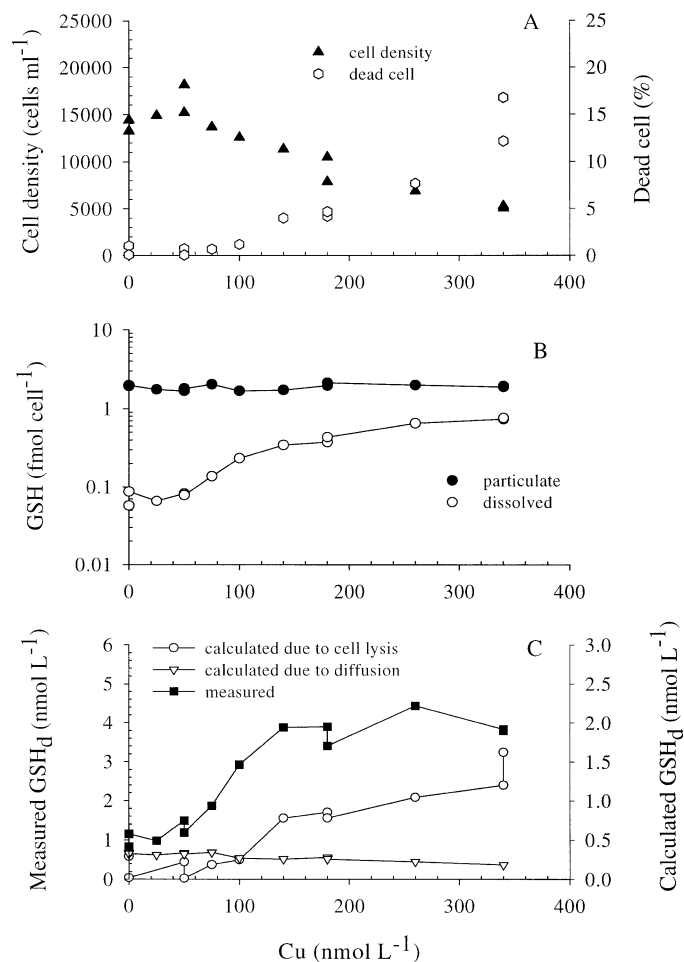 A
25000
20000
15000
10000
5000
0
Cell density (cells ml-1)
cell density
dead cell
25
20
15
10
5
0
Dead cell (%)
0 100 200 300 400
B
10
1
0.1
0.01
GSH (fmol cell-1)
particulate
dissolved
0 100 200 300 400
C
6
5
4
3
2
1
0
Measured GSHd (nmol L-1)
calculated due to cell lysis
calculated due to diffusion
measured
3.0
2.5
2.0
1.5
1.0
0.5
0.0
Calculated GSHd (nmol L-1)
0 100 200 300 400
Cu (nmol L-1)